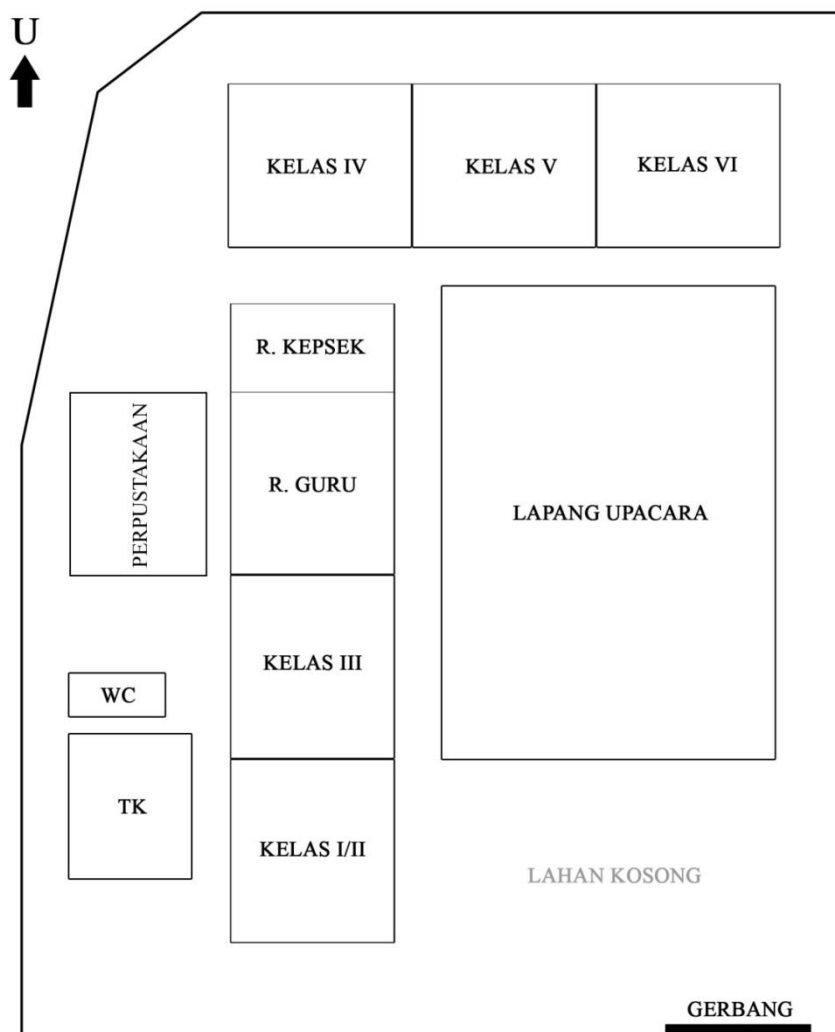 U
KELAS IV
KELAS V
KELAS VI
R. KEPSEK
PERPUSTAKAAN
R. GURU
LAPANG UPACARA
KELAS III
WC
TK
KELAS I/II
LAHAN KOSONG
GERBANG